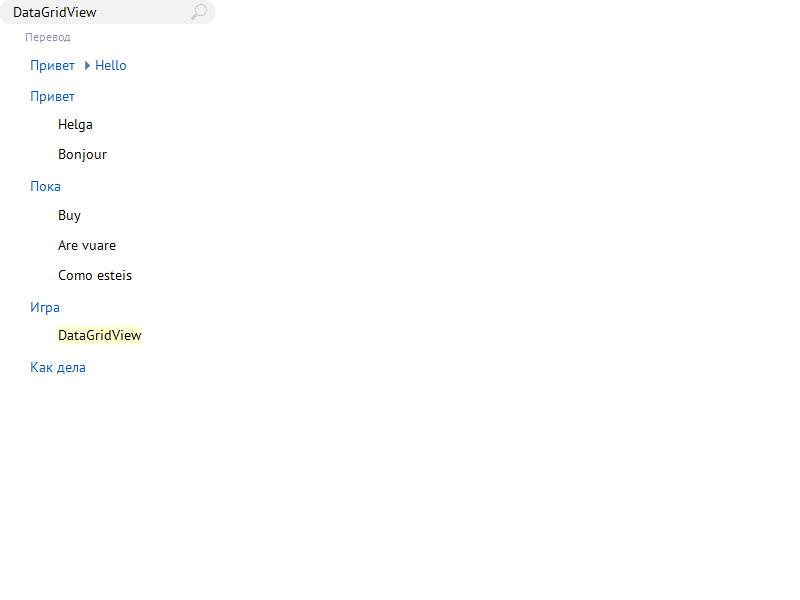 DataGridView
Перевод
Привет Hello
Привет
Helga
Bonjour
Пока
Buy
Are vuare
Como esteis
Игра
DataGridView
Как дела